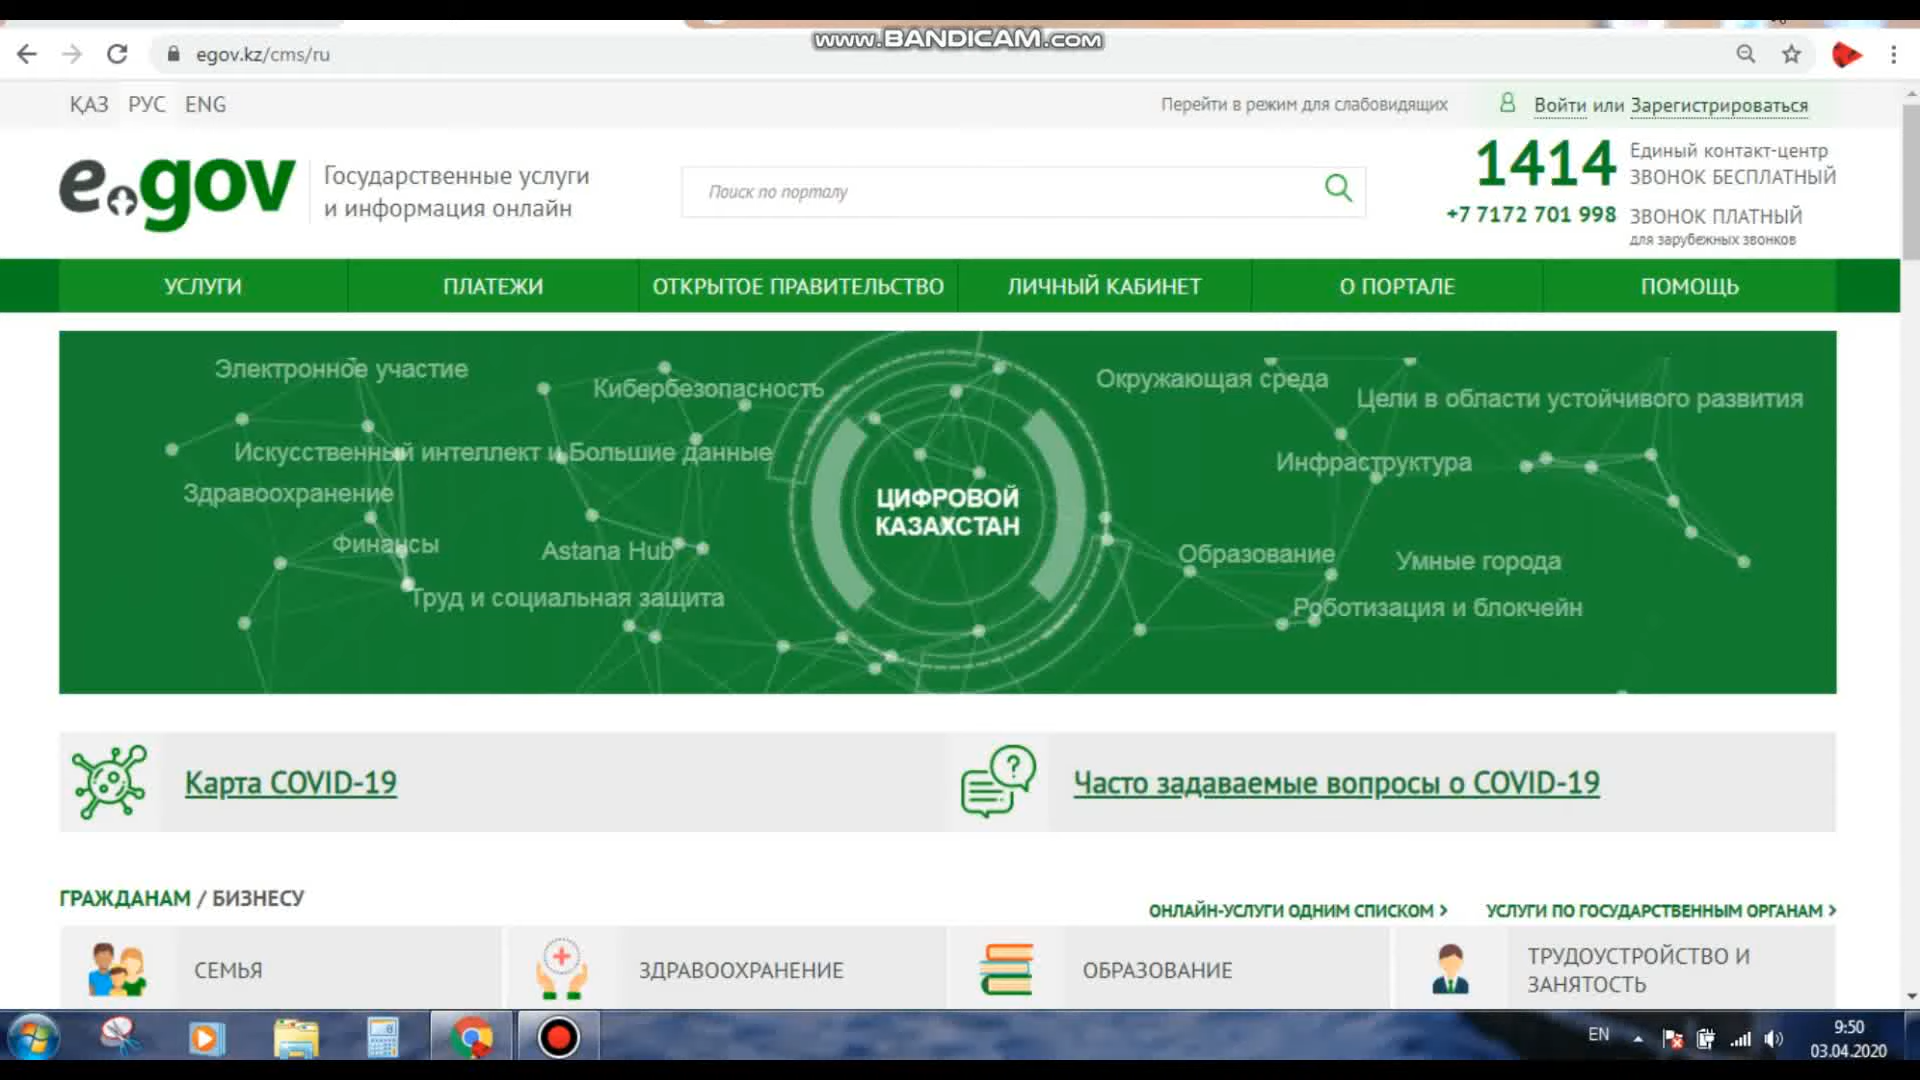 www.BANDICAM.com
egov.kz/cms/ru
ҚАЗ РУС ENG
Перейти в режим для слабовидящих
Войти или Зарегистрироваться
e.gov
Государственные услуги
и информация онлайн
Поиск по порталу
1414
Единый контакт-центр
ЗВОНОК БЕСПЛАТНЫЙ
+7 7172 701 998
ЗВОНОК ПЛАТНЫЙ
для зарубежных звонков
УСЛУГИ
ПЛАТЕЖИ
ОТКРЫТОЕ ПРАВИТЕЛЬСТВО
ЛИЧНЫЙ КАБИНЕТ
О ПОРТАЛЕ
ПОМОЩЬ
Электронное участие
Кибербезопасность
Окружающая среда
Цели в области устойчивого развития
Искусственный интеллект и Большие данные
Инфраструктура
Здравоохранение
ЦИФРОВОЙ
КАЗАХСТАН
Финансы
Astana Hub
Образование
Умные города
Труд и социальная защита
Роботизация и блокчейн
Карта COVID-19
Часто задаваемые вопросы о COVID-19
ГРАЖДАНАМ / БИЗНЕСУ
ОНЛАЙН-УСЛУГИ ОДНИМ СПИСКОМ
УСЛУГИ ПО ГОСУДАРСТВЕННЫМ ОРГАНАМ
СЕМЬЯ
ЗДРАВООХРАНЕНИЕ
ОБРАЗОВАНИЕ
ТРУДОУСТРОЙСТВО И
ЗАНЯТОСТЬ
EN
9:50
03.04.2020